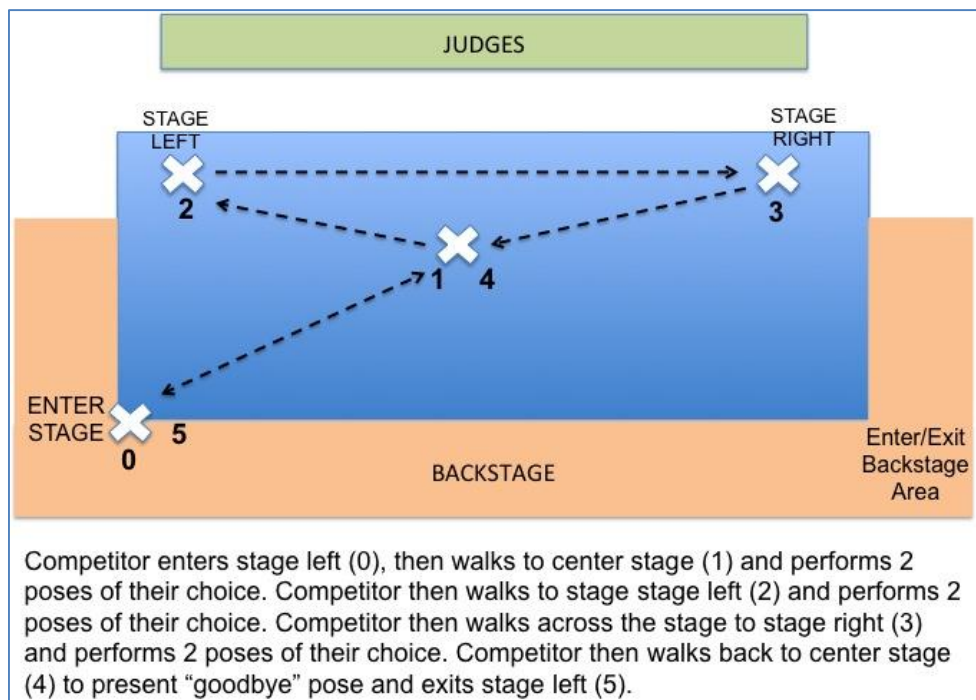 JUDGES
STAGE
LEFT
STAGE
RIGHT
2
3
1 4
ENTER
STAGE
5
0
BACKSTAGE
Enter/Exit
Backstage
Area
Competitor enters stage left (0), then walks to center stage (1) and performs 2
poses of their choice. Competitor then walks to stage stage left (2) and performs 2
poses of their choice. Competitor then walks across the stage to stage right (3)
and performs 2 poses of their choice. Competitor then walks back to center stage
(4) to present “goodbye” pose and exits stage left (5).